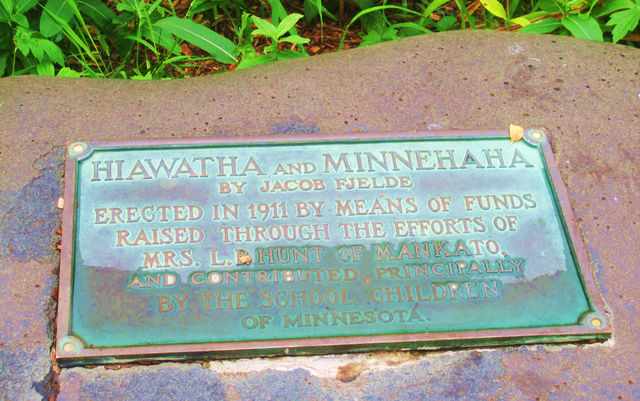 HIAWATHA AND MINNEHAHA
BY JACOB FJELDE
ERECTED IN 1911 BY MEANS OF FUNDS
RAISED THROUGH THE EFFORTS OF
MRS. L. P. HUNT OF MANKATO,
AND CONTRIBUTED PRINCIPALLY
BY THE SCHOOL CHILDREN
OF MINNESOTA.